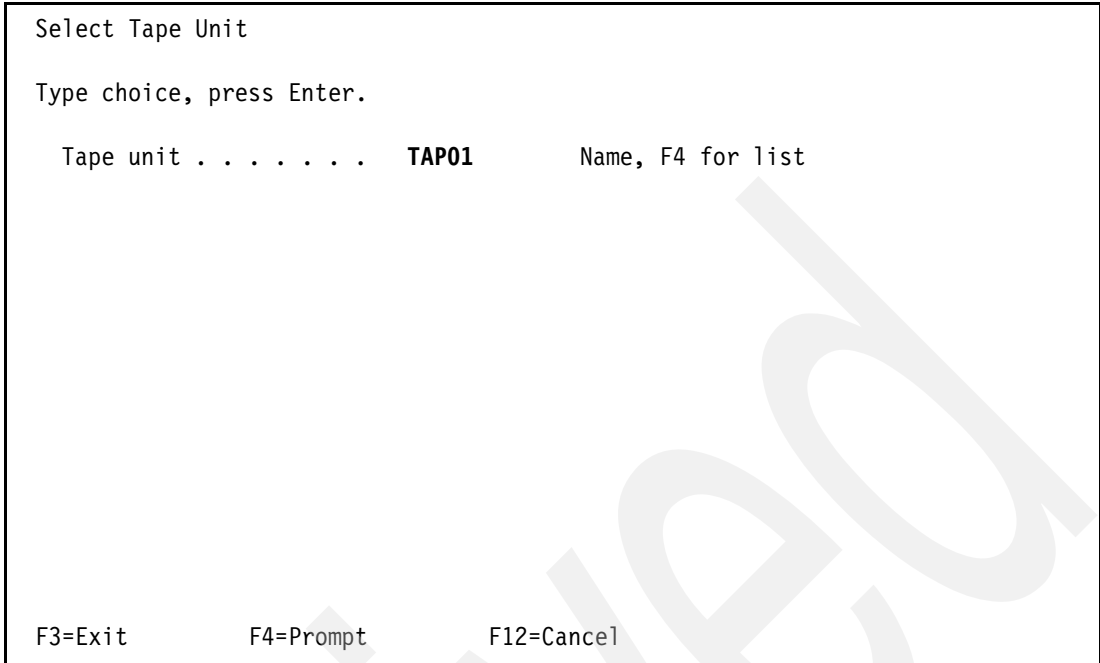 Select Tape Unit
Type choice, press Enter.
Tape unit . . . . . . . TAP01 Name, F4 for list
F3=Exit F4=Prompt F12=Cancel